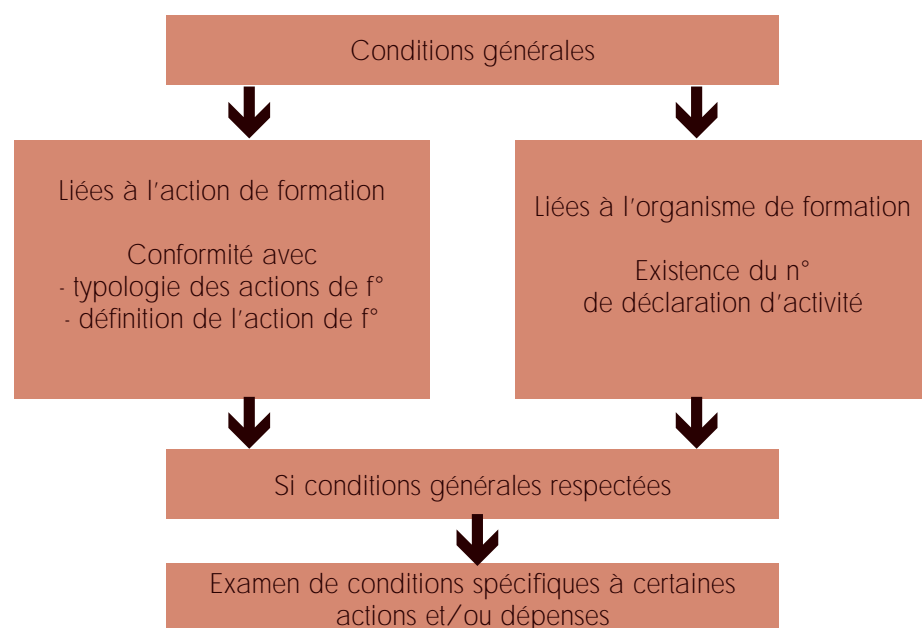 Conditions générales
Liées à l'action de formation
Conformité avec
- typologie des actions de f°
- définition de l'action de f°
Liées à l'organisme de formation
Existence du n°
de déclaration d'activité
Si conditions générales respectées
Examen de conditions spécifiques à certaines
actions et/ou dépenses